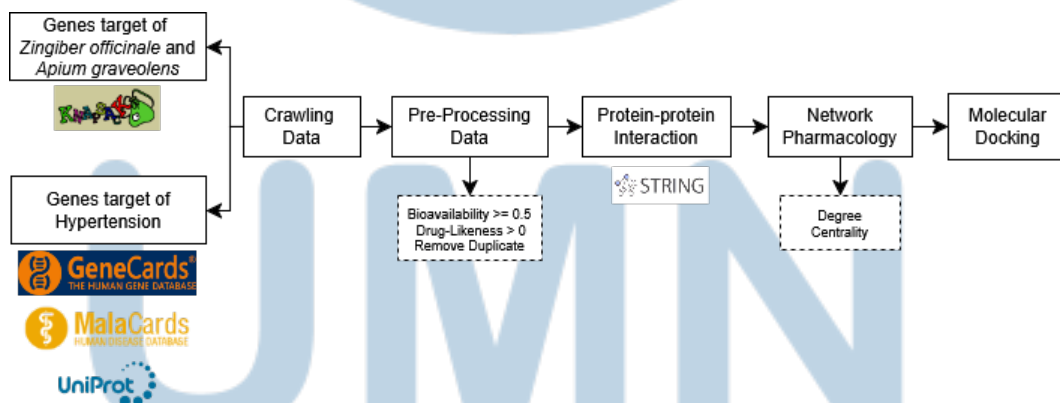 Genes target of
Zingiber officinale and
Apium graveolens
KNApSAcK
Genes target of
Hypertension
GeneCards®
THE HUMAN GENE DATABASE
MalaCards
HUMAN DISEASE DATABASE
UniProt
Crawling
Data
Pre-Processing
Data
Bioavailability >= 0.5
Drug-Likeness > 0
Remove Duplicate
Protein-protein
Interaction
STRING
Network
Pharmacology
Degree
Centrality
Molecular
Docking
UMN